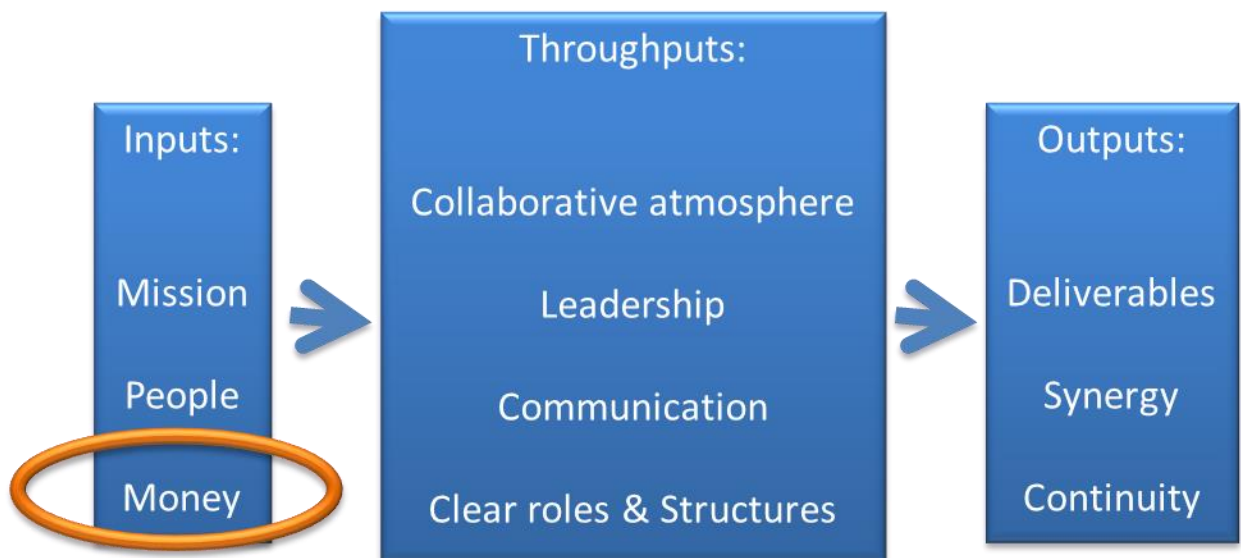 Inputs:
Mission
People
Money
Throughputs:
Collaborative atmosphere
Leadership
Communication
Clear roles & Structures
Outputs:
Deliverables
Synergy
Continuity